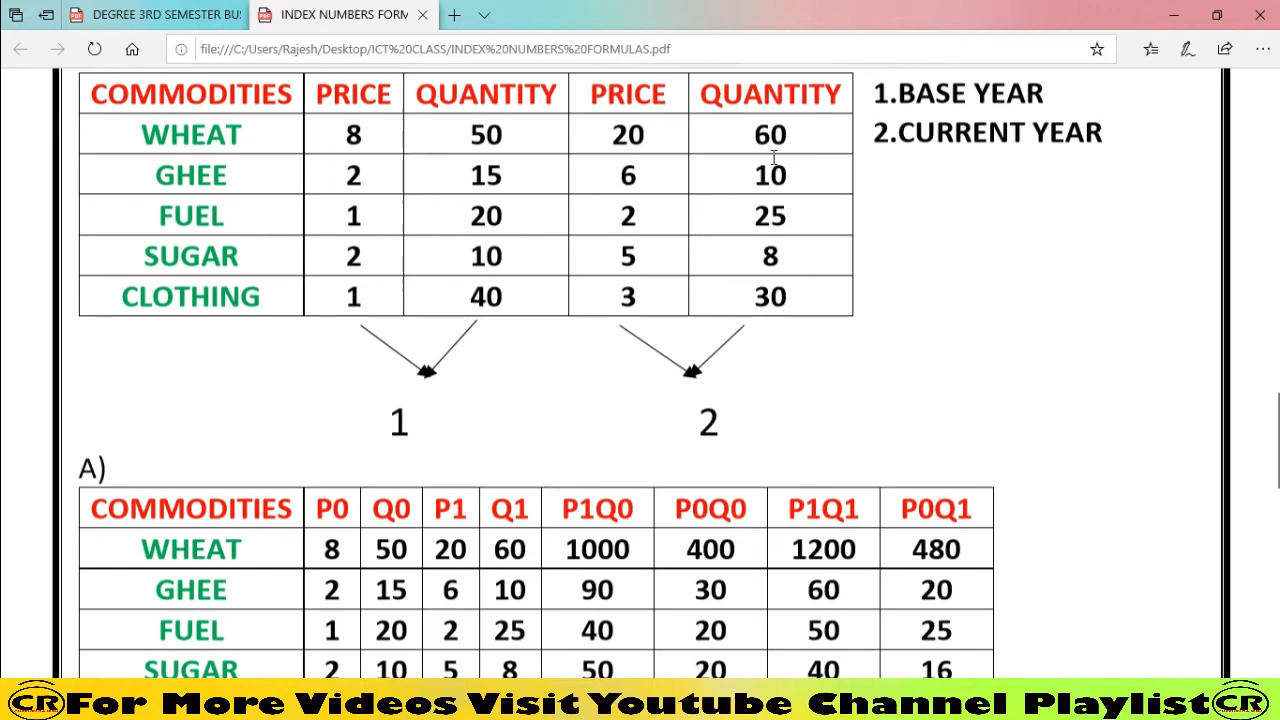 DEGREE 3RD SEMESTER BUS
INDEX NUMBERS FORM
file:///C:/Users/Rajesh/Desktop/ICT%20CLASS/INDEX%20NUMBERS%20FORMULAS.pdf
COMMODITIES PRICE QUANTITY PRICE QUANTITY
WHEAT 8 50 20 60
GHEE 2 15 6 10
FUEL 1 20 2 25
SUGAR 2 10 5 8
CLOTHING 1 40 3 30
1.BASE YEAR
2.CURRENT YEAR
1 2
A)
COMMODITIES P0 Q0 P1 Q1 P1Q0 P0Q0 P1Q1 P0Q1
WHEAT 8 50 20 60 1000 400 1200 480
GHEE 2 15 6 10 90 30 60 20
FUEL 1 20 2 25 40 20 50 25
SUGAR 2 10 5 8 50 20 40 16
CR For More Videos Visit Youtube Channel Playlist CR